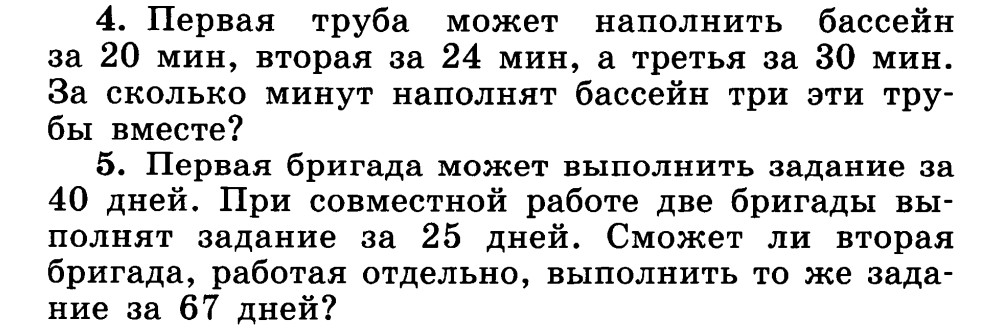 4. Первая труба может наполнить бассейн
за 20 мин, вторая за 24 мин, а третья за 30 мин.
За сколько минут наполнят бассейн три эти тру-
бы вместе?
5. Первая бригада может выполнить задание за
40 дней. При совместной работе две бригады вы-
полнят задание за 25 дней. Сможет ли вторая
бригада, работая отдельно, выполнить то же зада-
ние за 67 дней?